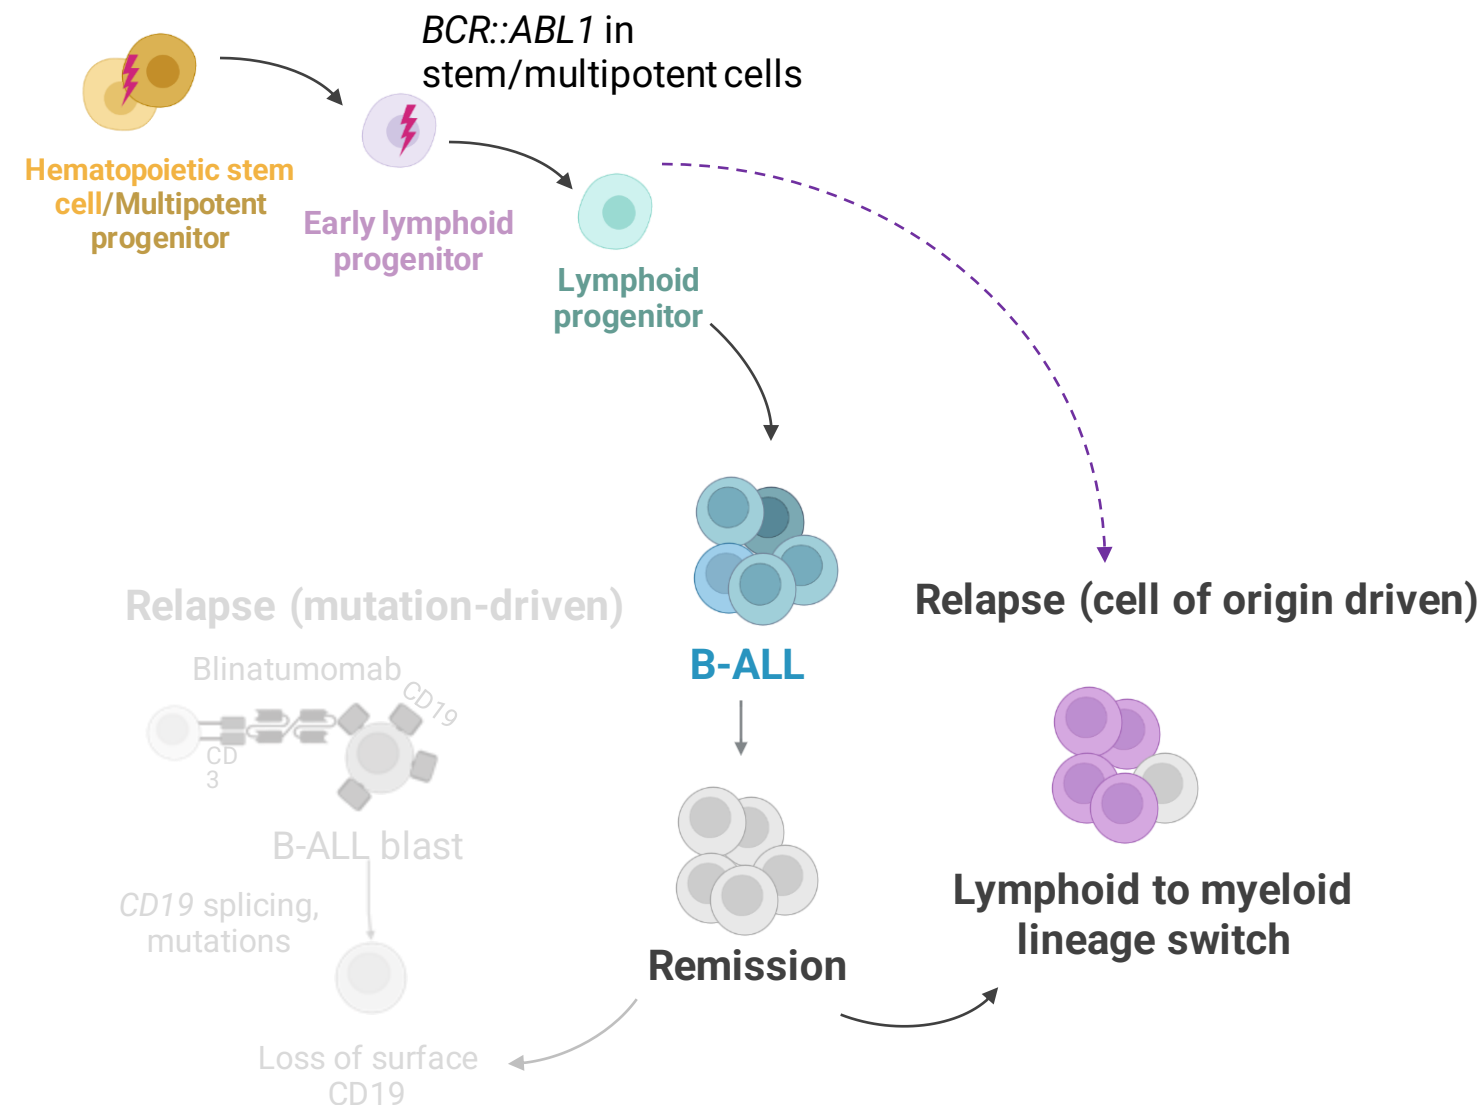 BCR::ABL1 in
stem/multipotent cells
Hematopoietic stem
cell/Multipotent
progenitor
Early lymphoid
progenitor
Lymphoid
progenitor
Relapse (mutation-driven)
Blinatumomab
CD19
CD
3
B-ALL blast
CD19 splicing,
mutations
Loss of surface
CD19
B-ALL
Remission
Relapse (cell of origin driven)
Lymphoid to myeloid
lineage switch